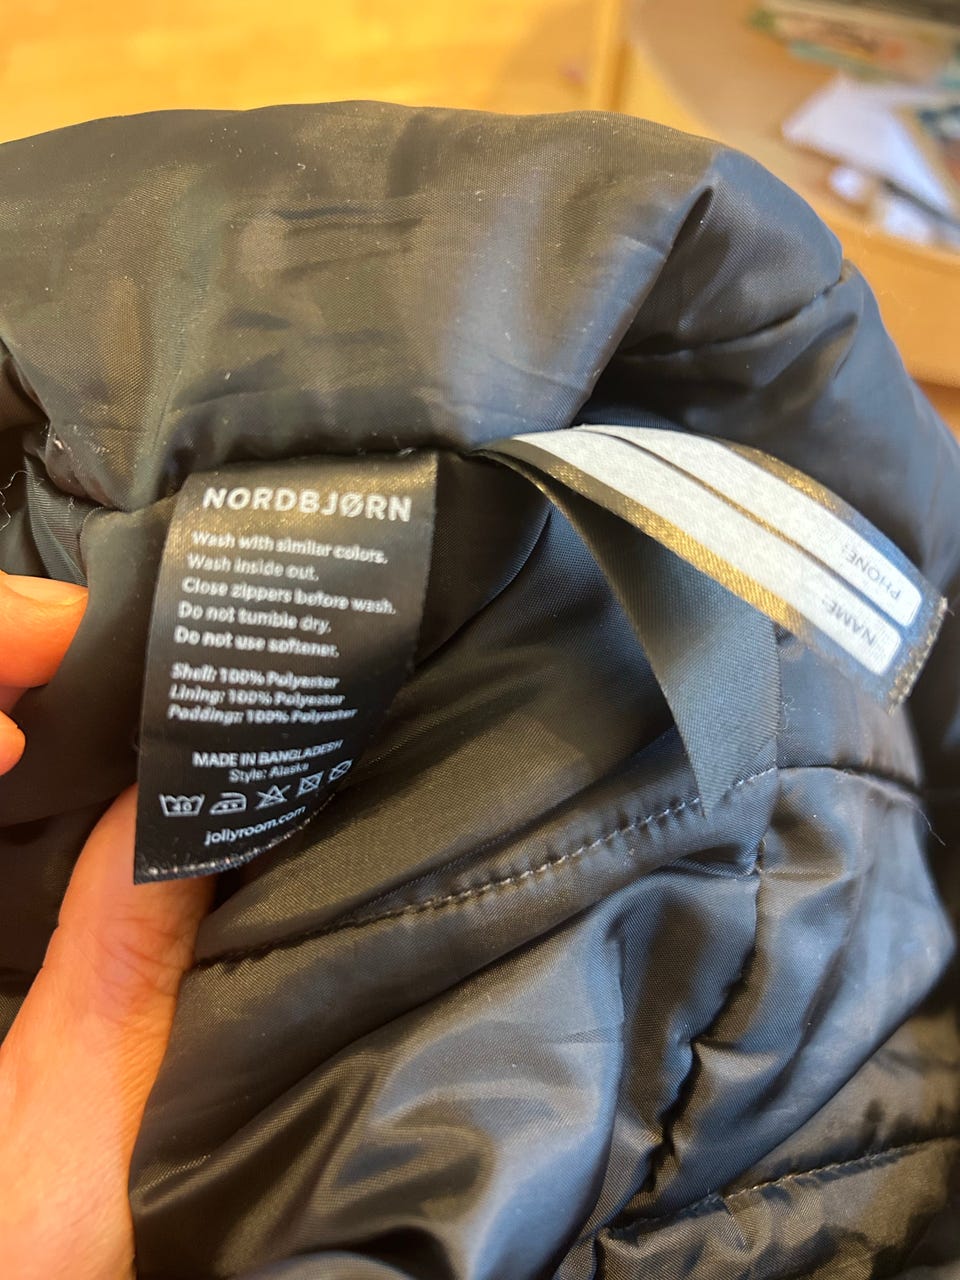 NORDBJØRN
Wash with similar colors.
Wash inside out.
Close zippers before wash.
Do not tumble dry.
Do not use softener.
Shell: 100% Polyester
Lining: 100% Polyester
Padding: 100% Polyester
MADE IN BANGLADESH
Style: Alaska
40
jollyroom.com
NAME:
PHONE: